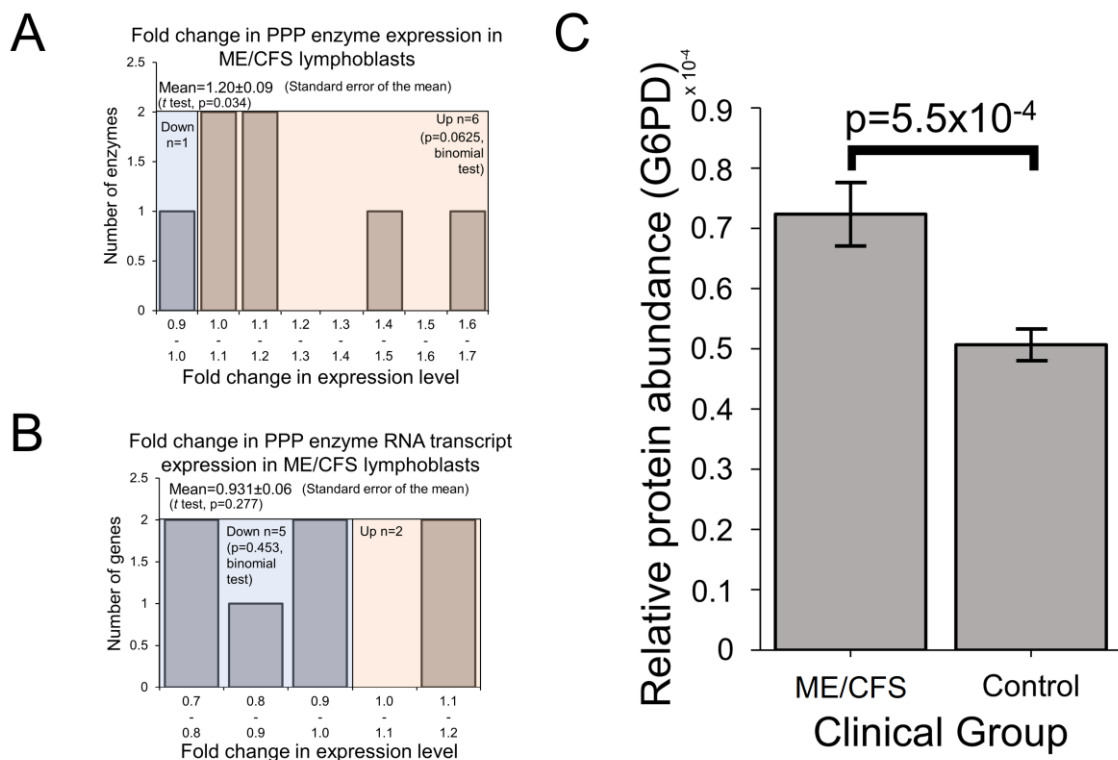 A
Fold change in PPP enzyme expression in
ME/CFS lymphoblasts
Mean=1.20±0.09 (Standard error of the mean)
(t test, p=0.034)
Down
n=1
Up n=6
(p=0.0625,
binomial
test)
Number of enzymes
2.5
2
1.5
1
0.5
0
0.9 1.0 1.1 1.2 1.3 1.4 1.5 1.6
- - - - - - - -
1.0 1.1 1.2 1.3 1.4 1.5 1.6 1.7
Fold change in expression level
B
Fold change in PPP enzyme RNA transcript
expression in ME/CFS lymphoblasts
Mean=0.931±0.06 (Standard error of the mean)
(t test, p=0.277)
Down n=5
(p=0.453,
binomial
test)
Up n=2
Number of genes
2.5
2
1.5
1
0.5
0
0.7 0.8 0.9 1.0 1.1
- - - - -
0.8 0.9 1.0 1.1 1.2
Fold change in expression level
C
Relative protein abundance (G6PD)
x 10-4
p=5.5x10-4
0.9
0.8
0.7
0.6
0.5
0.4
0.3
0.2
0.1
0
ME/CFS Control
Clinical Group